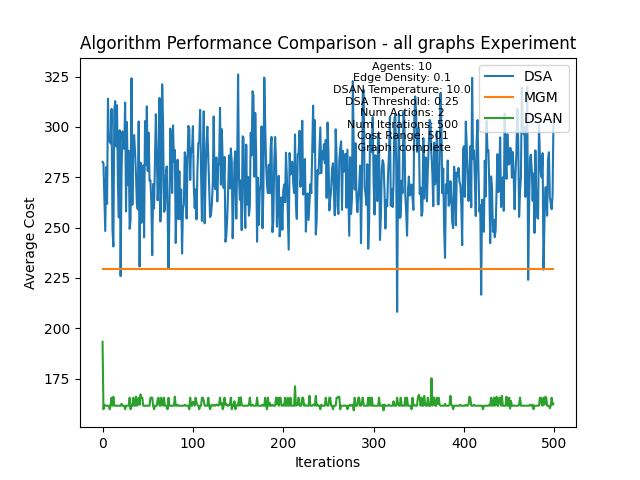 Algorithm Performance Comparison - all graphs Experiment
Agents: 10
Edge Density: 0.1
DSAN Temperature: 10.0
DSA Threshold: 0.25
Num Actions: 2
Num Iterations: 500
Cost Range: 501
Graph: complete
DSA
MGM
DSAN
Average Cost
325
300
275
250
225
200
175
0
100
200
300
400
500
Iterations